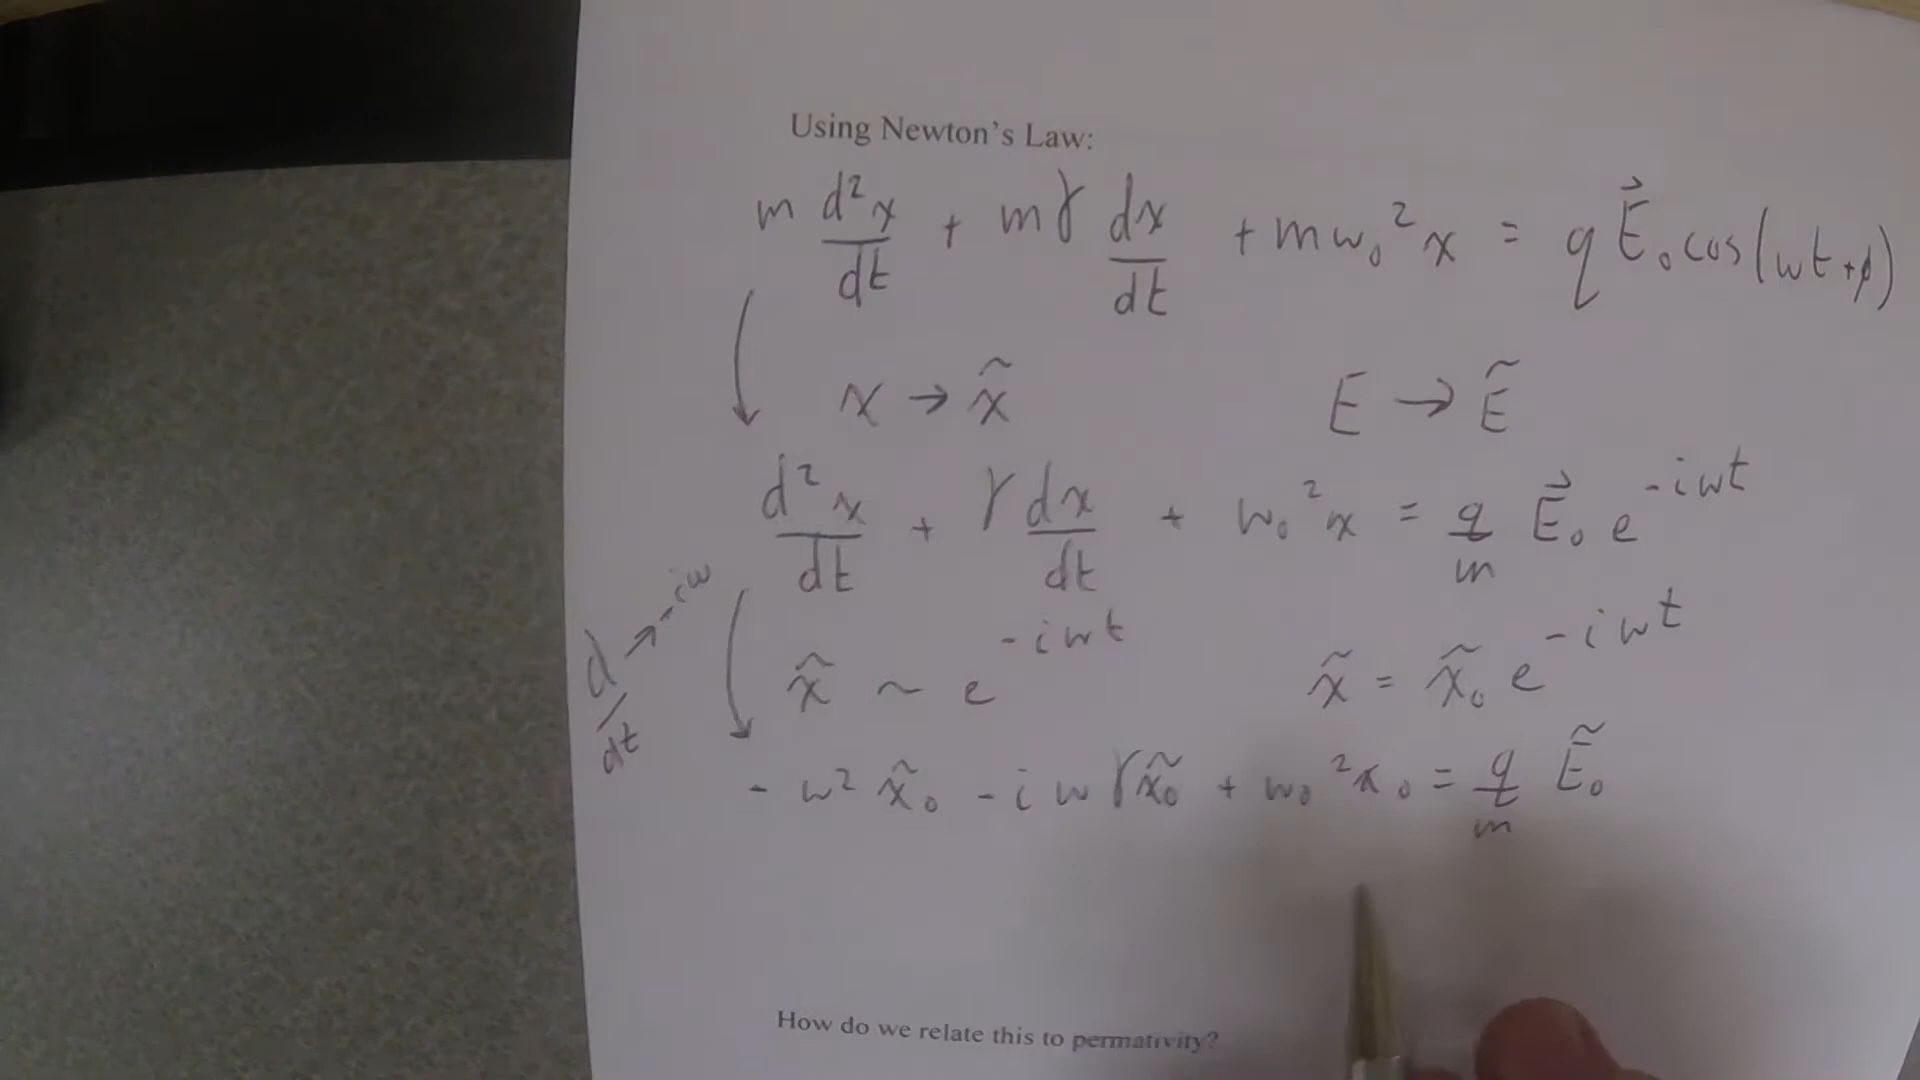 Using Newton's Law:
m d²x/dt + mγ dx/dt + mω₀²x = qE⃗₀cos(ωt+φ)
x → x̃ E → Ẽ
d²x/dt + γ dx/dt + ω₀²x = q/m E⃗₀ e^-iωt
d/dt → -iω
x̃ ~ e^-iωt x̃ = x̃₀ e^-iωt
-ω² x̃₀ - iωγx̃₀ + ω₀²x₀ = q/m Ẽ₀
How do we relate this to permativity?